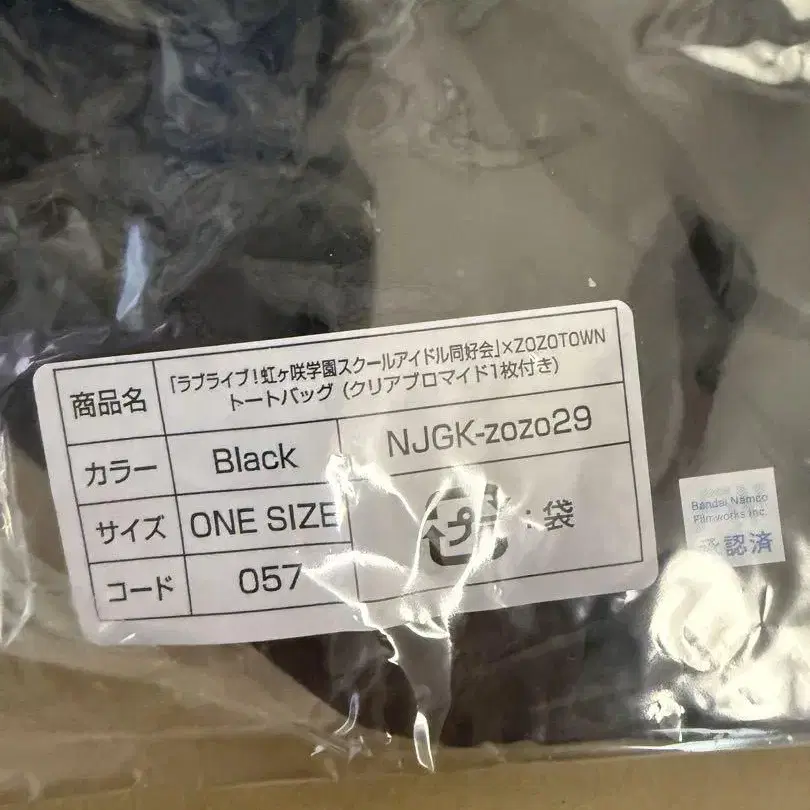 商品名
「ラブライブ！虹ヶ咲学園スクールアイドル同好会」×ZOZOTOWN
トートバッグ（クリアブロマイド1枚付き）
カラー
Black
NJGK-zozo29
サイズ
ONE SIZE
プ：袋
コード
057
Bandai Namco
Filmworks Inc.
承認済